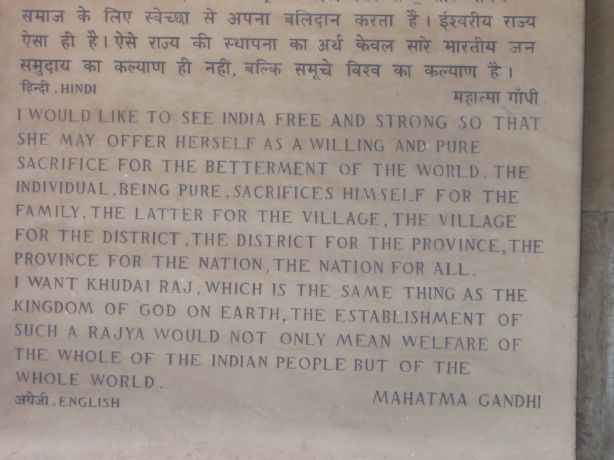 समाज के लिए स्वेच्छा से अपना बलिदान करता है। ईश्वरीय राज्य
ऐसा ही है। ऐसे राज्य की स्थापना का अर्थ केवल सारे भारतीय जन
समुदाय का कल्याण ही नहीं, बल्कि समूचे विश्व का कल्याण है।
हिन्दी . HINDI
महात्मा गाँधी
I WOULD LIKE TO SEE INDIA FREE AND STRONG SO THAT
SHE MAY OFFER HERSELF AS A WILLING AND PURE
SACRIFICE FOR THE BETTERMENT OF THE WORLD. THE
INDIVIDUAL, BEING PURE, SACRIFICES HIMSELF FOR THE
FAMILY, THE LATTER FOR THE VILLAGE, THE VILLAGE
FOR THE DISTRICT, THE DISTRICT FOR THE PROVINCE, THE
PROVINCE FOR THE NATION, THE NATION FOR ALL.
I WANT KHUDAI RAJ, WHICH IS THE SAME THING AS THE
KINGDOM OF GOD ON EARTH, THE ESTABLISHMENT OF
SUCH A RAJYA WOULD NOT ONLY MEAN WELFARE OF
THE WHOLE OF THE INDIAN PEOPLE BUT OF THE
WHOLE WORLD.
MAHATMA GANDHI
अंग्रेजी . ENGLISH